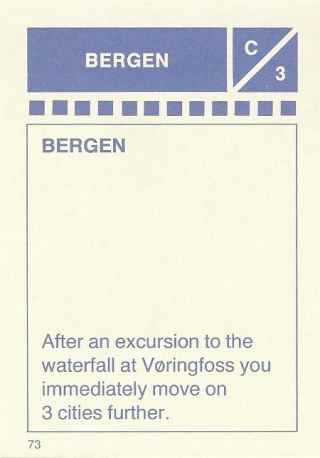 BERGEN
C
3
BERGEN
After an excursion to the
waterfall at Vøringfoss you
immediately move on
3 cities further.
73